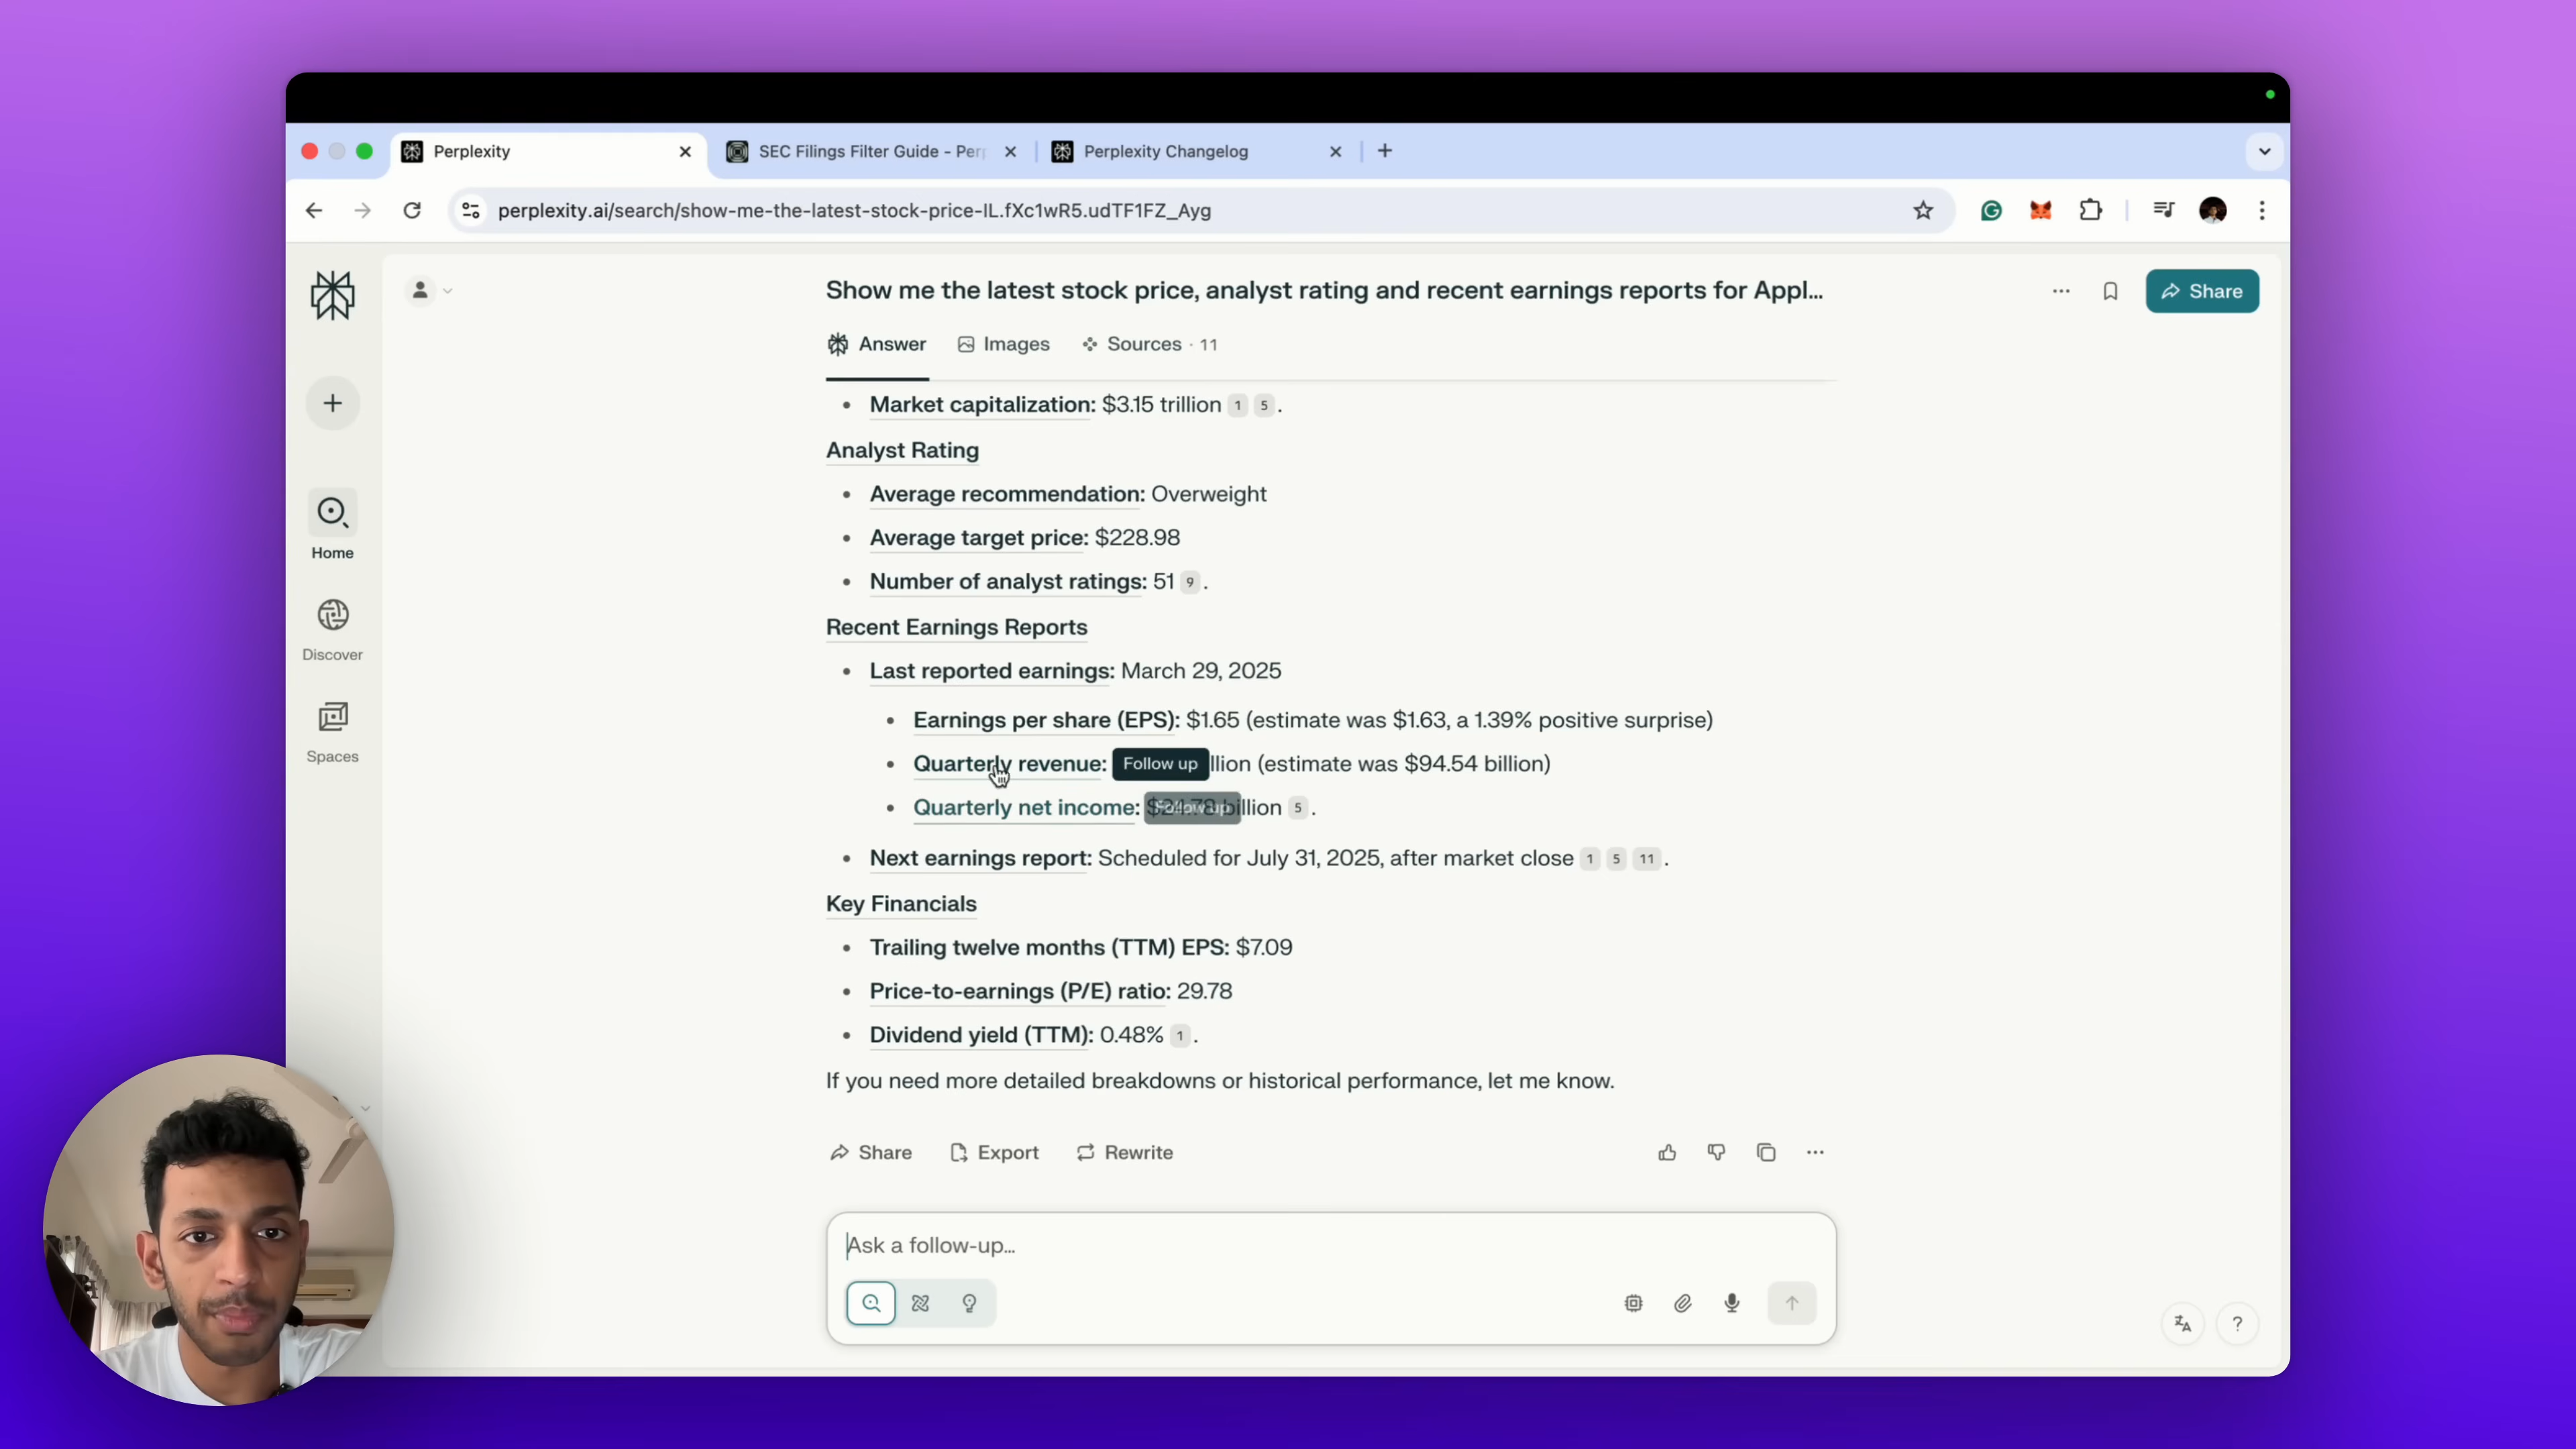 Perplexity
SEC Filings Filter Guide - Per
Perplexity Changelog
perplexity.ai/search/show-me-the-latest-stock-price-IL.fXc1wR5.udTF1FZ_Ayg
Show me the latest stock price, analyst rating and recent earnings reports for Appl...
Share
Answer
Images
Sources · 11
Home
Discover
Spaces
• Market capitalization: $3.15 trillion 1 5 .
Analyst Rating
• Average recommendation: Overweight
• Average target price: $228.98
• Number of analyst ratings: 51 9 .
Recent Earnings Reports
• Last reported earnings: March 29, 2025
• Earnings per share (EPS): $1.65 (estimate was $1.63, a 1.39% positive surprise)
• Quarterly revenue: Follow up llion (estimate was $94.54 billion)
• Quarterly net income: $24.78 billion 5 .
Follow up
• Next earnings report: Scheduled for July 31, 2025, after market close 1 5 11 .
Key Financials
• Trailing twelve months (TTM) EPS: $7.09
• Price-to-earnings (P/E) ratio: 29.78
• Dividend yield (TTM): 0.48% 1 .
If you need more detailed breakdowns or historical performance, let me know.
Share
Export
Rewrite
Ask a follow-up...
?